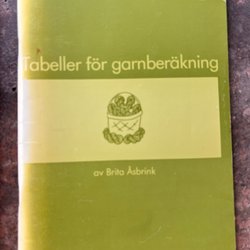 Tabeller för garnberäkning
av Brita Åsbrink